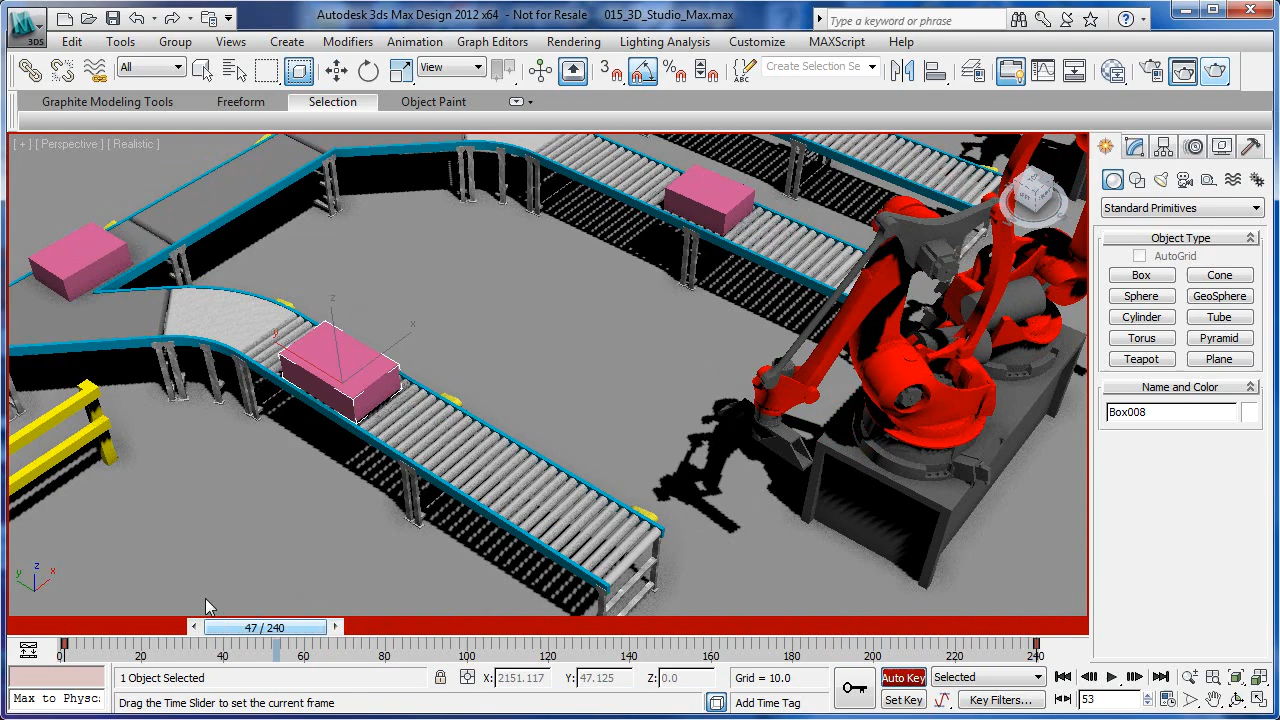 Autodesk 3ds Max Design 2012 x64 - Not for Resale 015_3D_Studio_Max.max
Type a keyword or phrase
3DS
Edit Tools Group Views Create Modifiers Animation Graph Editors Rendering Lighting Analysis Customize MAXScript Help
All
View
3
ABC
Create Selection Se
Graphite Modeling Tools Freeform Selection Object Paint
[ + ] [ Perspective ] [ Realistic ]
Standard Primitives
Object Type
AutoGrid
Box Cone
Sphere GeoSphere
Cylinder Tube
Torus Pyramid
Teapot Plane
Name and Color
Box008
z
x
y
z
y x
47 / 240
0 20 40 60 80 100 120 140 160 180 200 220 240
1 Object Selected
X: 2151.117 Y: 47.125 Z: 0.0 Grid = 10.0
Auto Key Selected
Max to Physc
Drag the Time Slider to set the current frame
Add Time Tag
Set Key Key Filters... 53